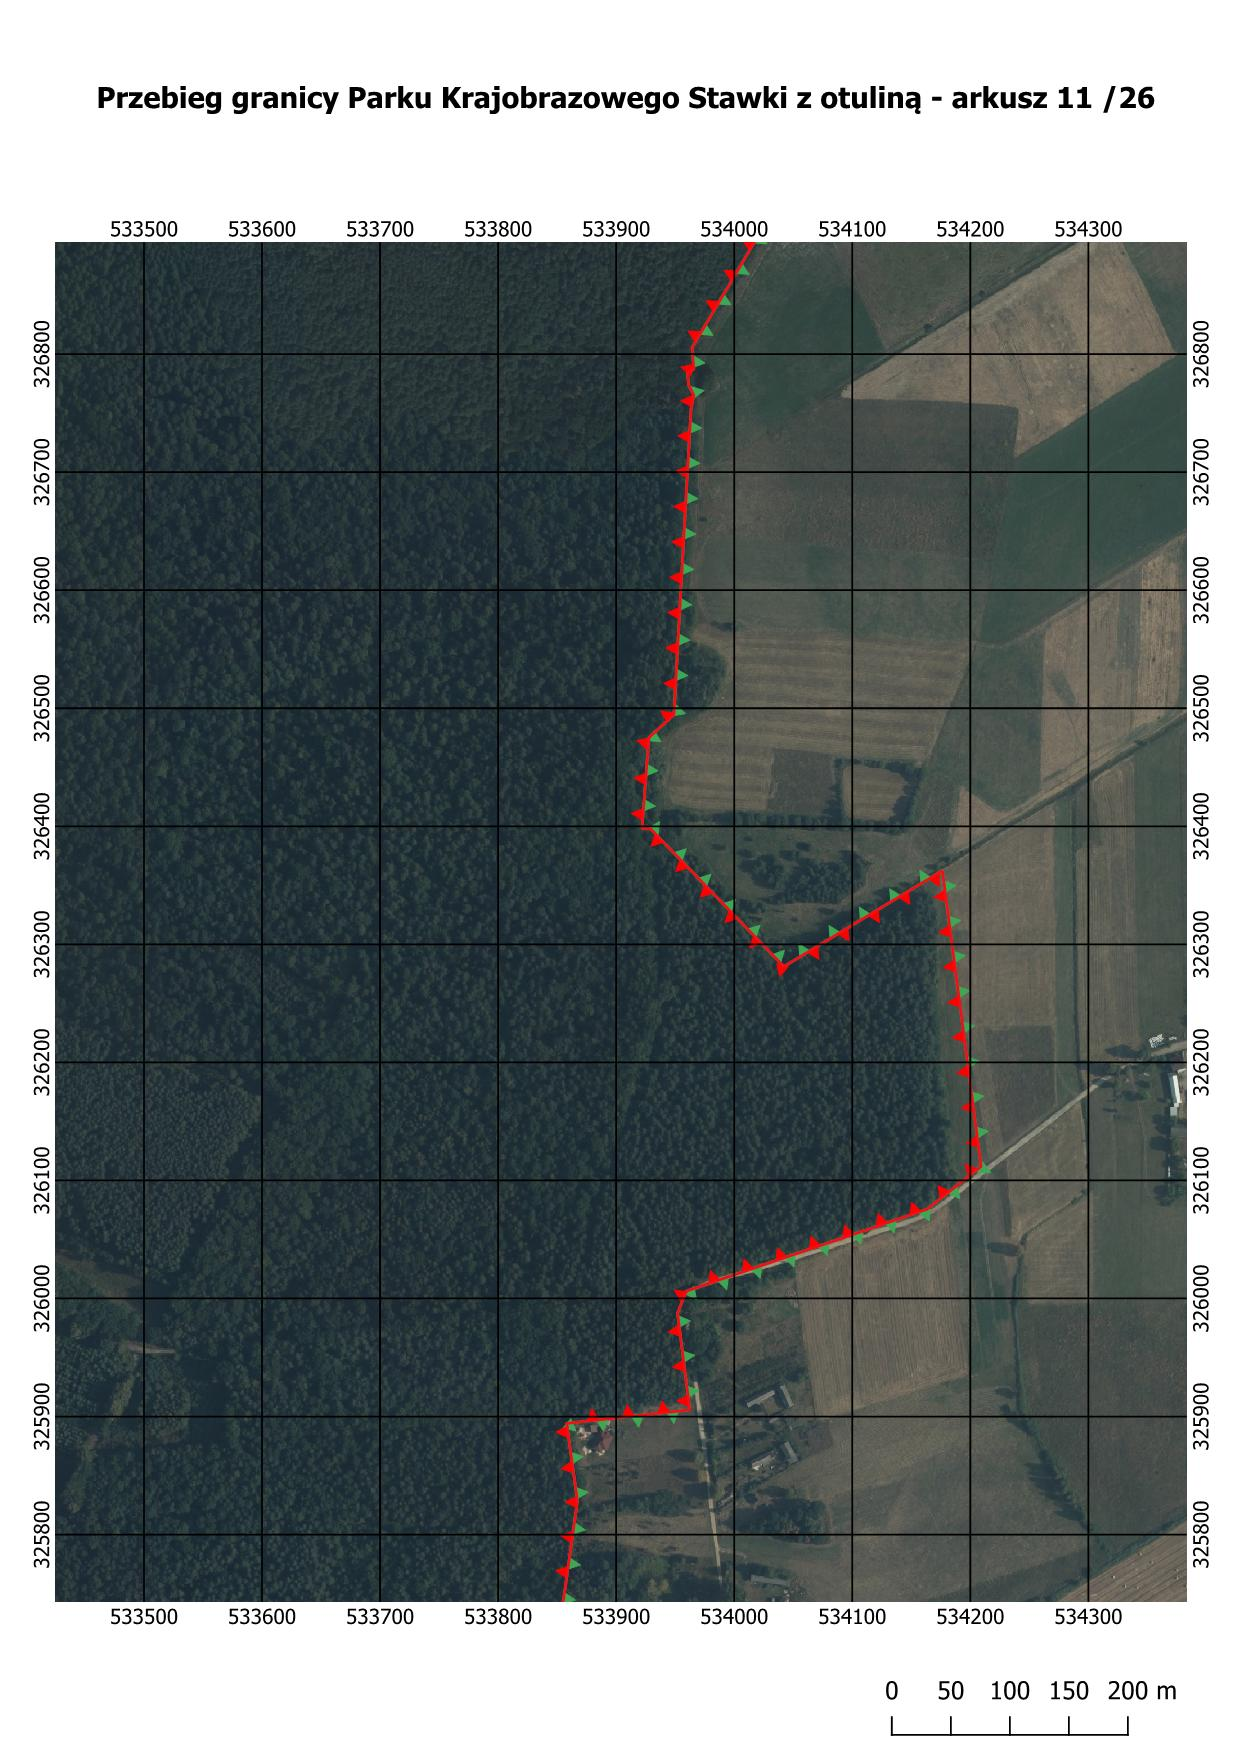 Przebieg granicy Parku Krajobrazowego Stawki z otuliną - arkusz 11 /26
533500 533600 533700 533800 533900 534000 534100 534200 534300
326800 326800
326700 326700
326600 326600
326500 326500
326400 326400
326300 326300
326200 326200
326100 326100
326000 326000
325900 325900
325800 325800
533500 533600 533700 533800 533900 534000 534100 534200 534300
0 50 100 150 200 m